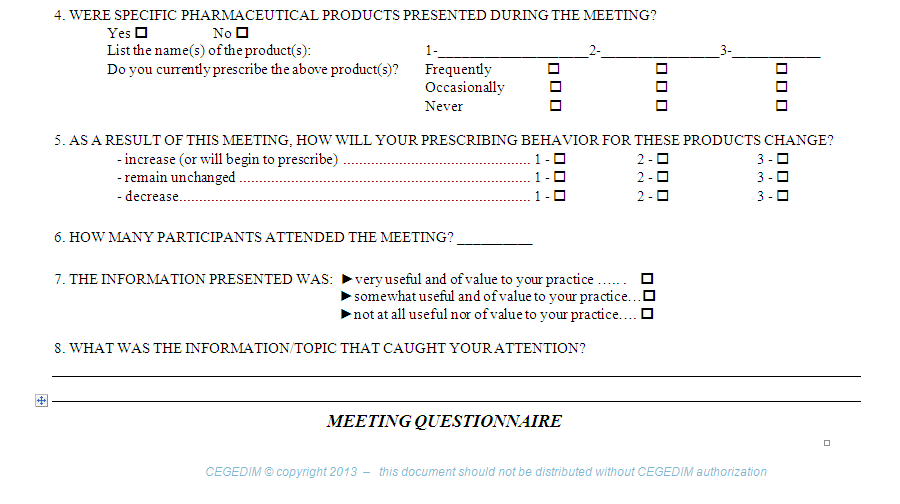 4. WERE SPECIFIC PHARMACEUTICAL PRODUCTS PRESENTED DURING THE MEETING?
Yes ☐ No ☐
List the name(s) of the product(s): 1-____________________2-________________3-____________
Do you currently prescribe the above product(s)? Frequently ☐ ☐ ☐
Occasionally ☐ ☐ ☐
Never ☐ ☐ ☐
5. AS A RESULT OF THIS MEETING, HOW WILL YOUR PRESCRIBING BEHAVIOR FOR THESE PRODUCTS CHANGE?
- increase (or will begin to prescribe) .................................................... 1 - ☐ 2 - ☐ 3 - ☐
- remain unchanged ................................................................................ 1 - ☐ 2 - ☐ 3 - ☐
- decrease................................................................................................ 1 - ☐ 2 - ☐ 3 - ☐
6. HOW MANY PARTICIPANTS ATTENDED THE MEETING? __________
7. THE INFORMATION PRESENTED WAS: ►very useful and of value to your practice …... ☐
►somewhat useful and of value to your practice…☐
►not at all useful nor of value to your practice…. ☐
8. WHAT WAS THE INFORMATION/TOPIC THAT CAUGHT YOUR ATTENTION?
MEETING QUESTIONNAIRE
CEGEDIM © copyright 2013 – this document should not be distributed without CEGEDIM authorization